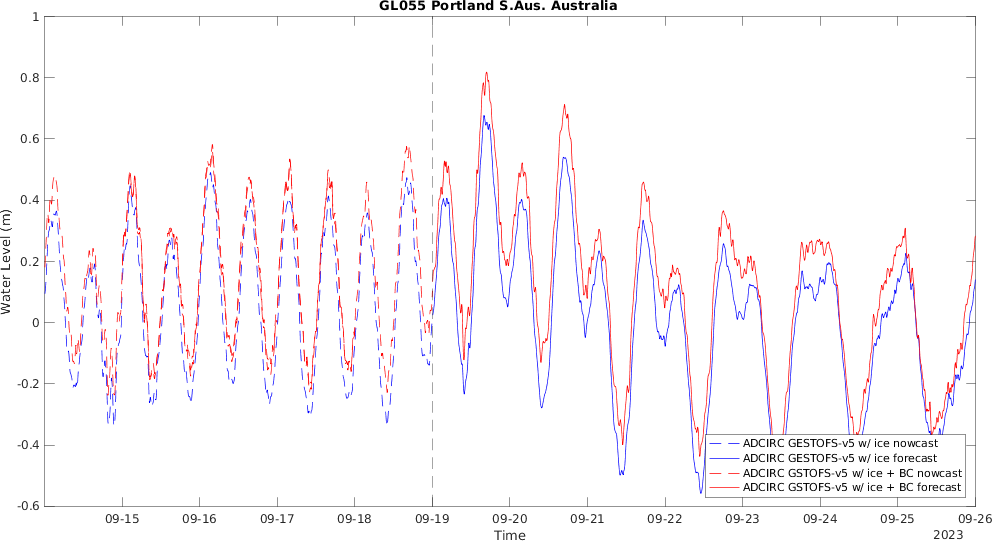 GL055 Portland S.Aus. Australia
1
0.8
0.6
0.4
0.2
0
-0.2
-0.4
-0.6
Water Level (m)
09-15 09-16 09-17 09-18 09-19 09-20 09-21 09-22 09-23 09-24 09-25 09-26
Time
2023
ADCIRC GESTOFS-v5 w/ ice nowcast
ADCIRC GESTOFS-v5 w/ ice forecast
ADCIRC GSTOFS-v5 w/ ice + BC nowcast
ADCIRC GSTOFS-v5 w/ ice + BC forecast